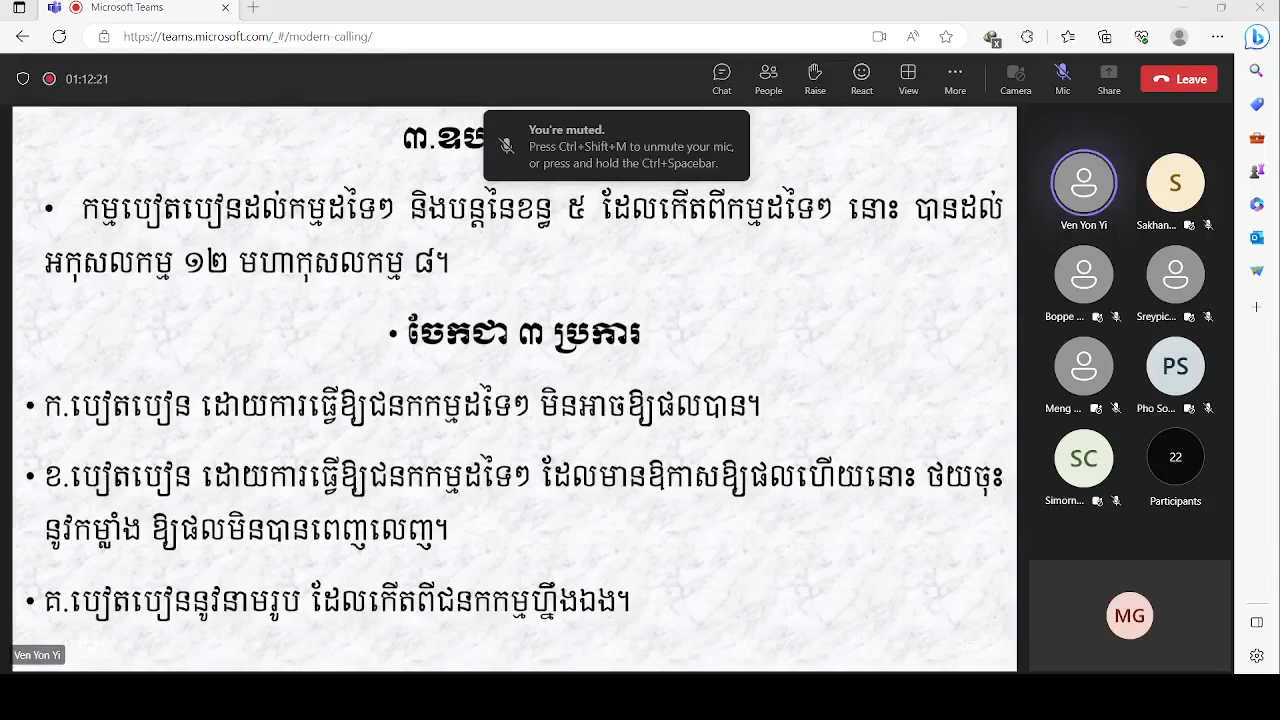 Microsoft Teams
https://teams.microsoft.com/_#/modern-calling/
01:12:21
Chat People Raise React View More Camera Mic Share Leave
You're muted.
Press Ctrl+Shift+M to unmute your mic,
or press and hold the Ctrl+Spacebar.
៣.ឧប
• កម្មបៀតបៀនដល់កម្មដទៃៗ និងបន្តនៃខន្ធ ៥ ដែលកើតពីកម្មដទៃៗ នោះ បានដល់
អកុសលកម្ម ១២ មហាកុសលកម្ម ៨។
• ចែកជា ៣ ប្រការ
• ក.បៀតបៀន ដោយការធ្វើឱ្យជនកកម្មដទៃៗ មិនអាចឱ្យផលបាន។
• ខ.បៀតបៀន ដោយការធ្វើឱ្យជនកកម្មដទៃៗ ដែលមានឱកាសឱ្យផលហើយនោះ ថយចុះ
នូវកម្លាំង ឱ្យផលមិនបានពេញលេញ។
• គ.បៀតបៀននូវនាមរូប ដែលកើតពីជនកកម្មហ្នឹងឯង។
Ven Yon Yi
S
Ven Yon Yi Sakhan...
Boppe ... Sreypic...
PS
Meng ... Pho So...
SC 22
Simorn... Participants
MG